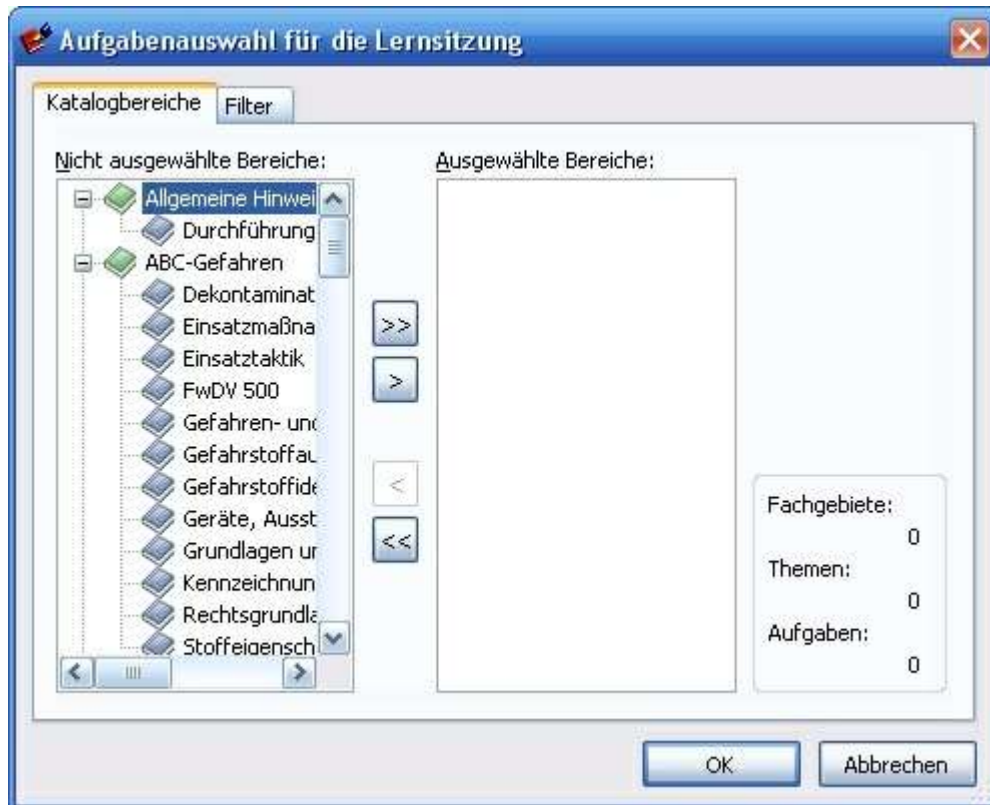 Aufgabenauswahl für die Lernsitzung
Katalogbereiche
Filter
Nicht ausgewählte Bereiche:
Ausgewählte Bereiche:
Allgemeine Hinwei
Durchführung
ABC-Gefahren
Dekontaminat
Einsatzmaßna
Einsatztaktik
FwDV 500
Gefahren- und
Gefahrstoffau
Gefahrstoffide
Geräte, Ausst
Grundlagen un
Kennzeichnun
Rechtsgrundla
Stoffeigensch
>>
>
<
<<
Fachgebiete:
0
Themen:
0
Aufgaben:
0
OK
Abbrechen